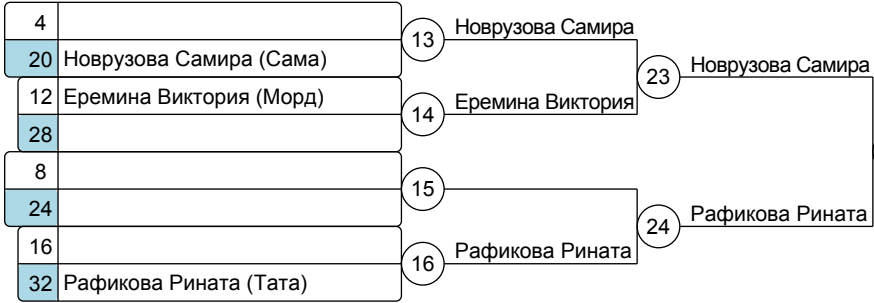 4
13 Новрузова Самира
20 Новрузова Самира (Сама)
23 Новрузова Самира
12 Еремина Виктория (Морд)
14 Еремина Виктория
28
8
15
24
24 Рафикова Рината
16
16 Рафикова Рината
32 Рафикова Рината (Тата)